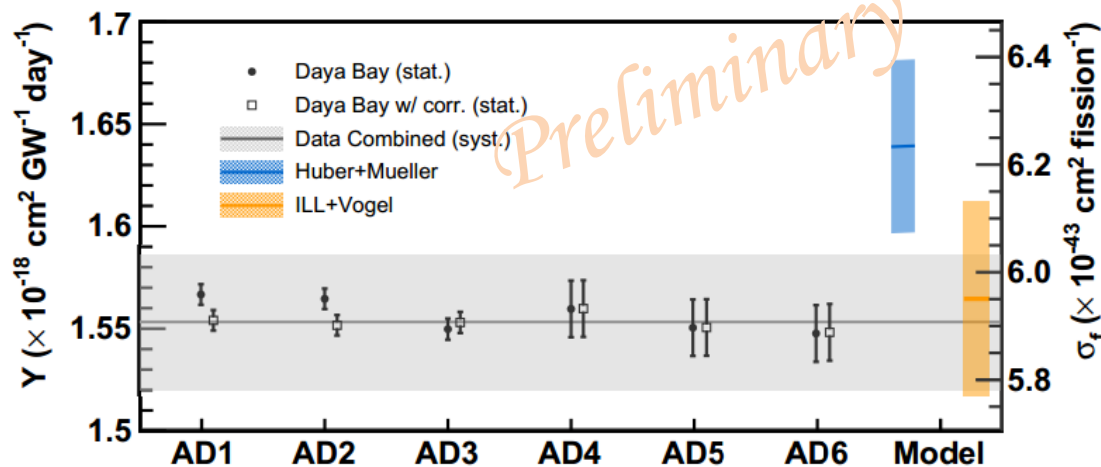 Y (× 10⁻¹⁸ cm² GW⁻¹ day⁻¹)
1.7
1.65
1.6
1.55
1.5
Daya Bay (stat.)
Daya Bay w/ corr. (stat.)
Data Combined (syst.)
Huber+Mueller
ILL+Vogel
Preliminary
6.4
6.2
6.0
5.8
σf (× 10⁻⁴³ cm² fission⁻¹)
AD1 AD2 AD3 AD4 AD5 AD6 Model